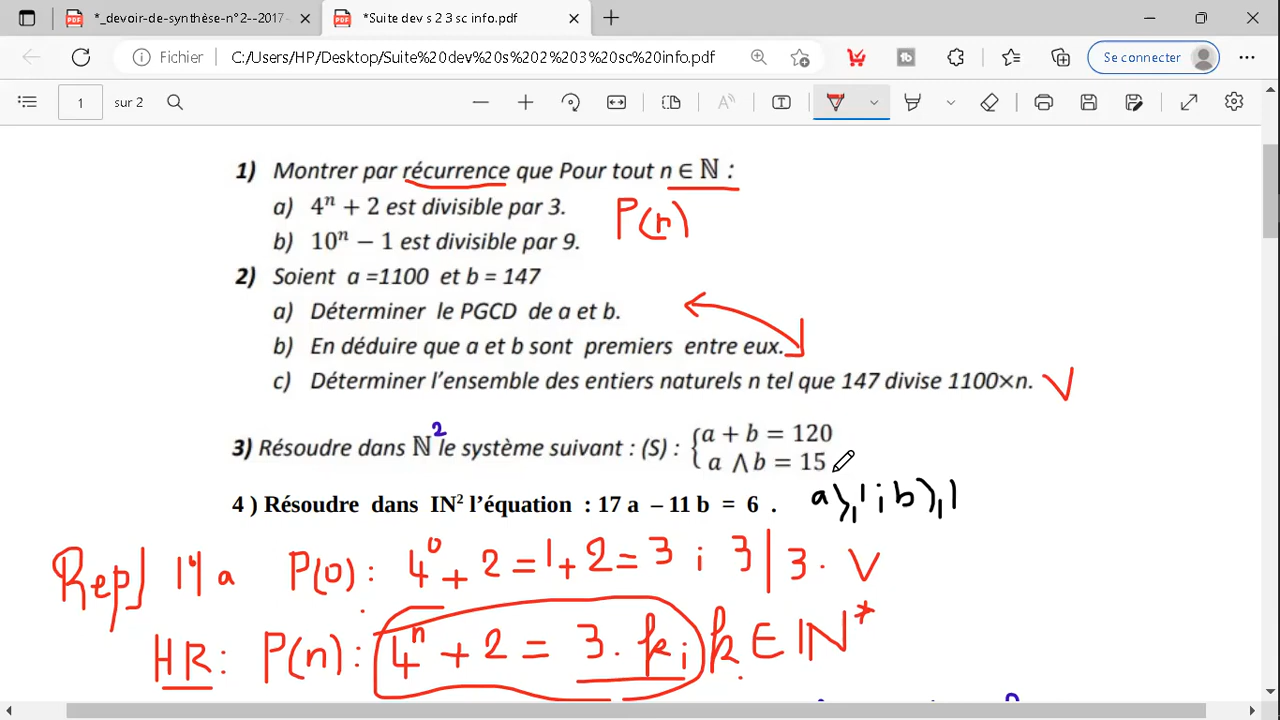 *_devoir-de-synthèse-n°2--2017-
*Suite dev s 2 3 sc info.pdf
Fichier
C:/Users/HP/Desktop/Suite%20dev%20s%202%203%20sc%20info.pdf
Se connecter
1
sur 2
1) Montrer par récurrence que Pour tout n ∈ ℕ :
a) 4ⁿ + 2 est divisible par 3.
P(n)
b) 10ⁿ − 1 est divisible par 9.
2) Soient a =1100 et b = 147
a) Déterminer le PGCD de a et b.
b) En déduire que a et b sont premiers entre eux.
c) Déterminer l'ensemble des entiers naturels n tel que 147 divise 1100×n. V
3) Résoudre dans ℕ² le système suivant : (S) : { a + b = 120
a ∧ b = 15
4 ) Résoudre dans IN² l'équation : 17 a – 11 b = 6 .
a ⩾ 1 ; b ⩾ 1
Rep] 1°/ a P(0) : 4⁰ + 2 = 1 + 2 = 3 ; 3 | 3. V
HR : P(n) : 4ⁿ + 2 = 3. k ; k ∈ IN*